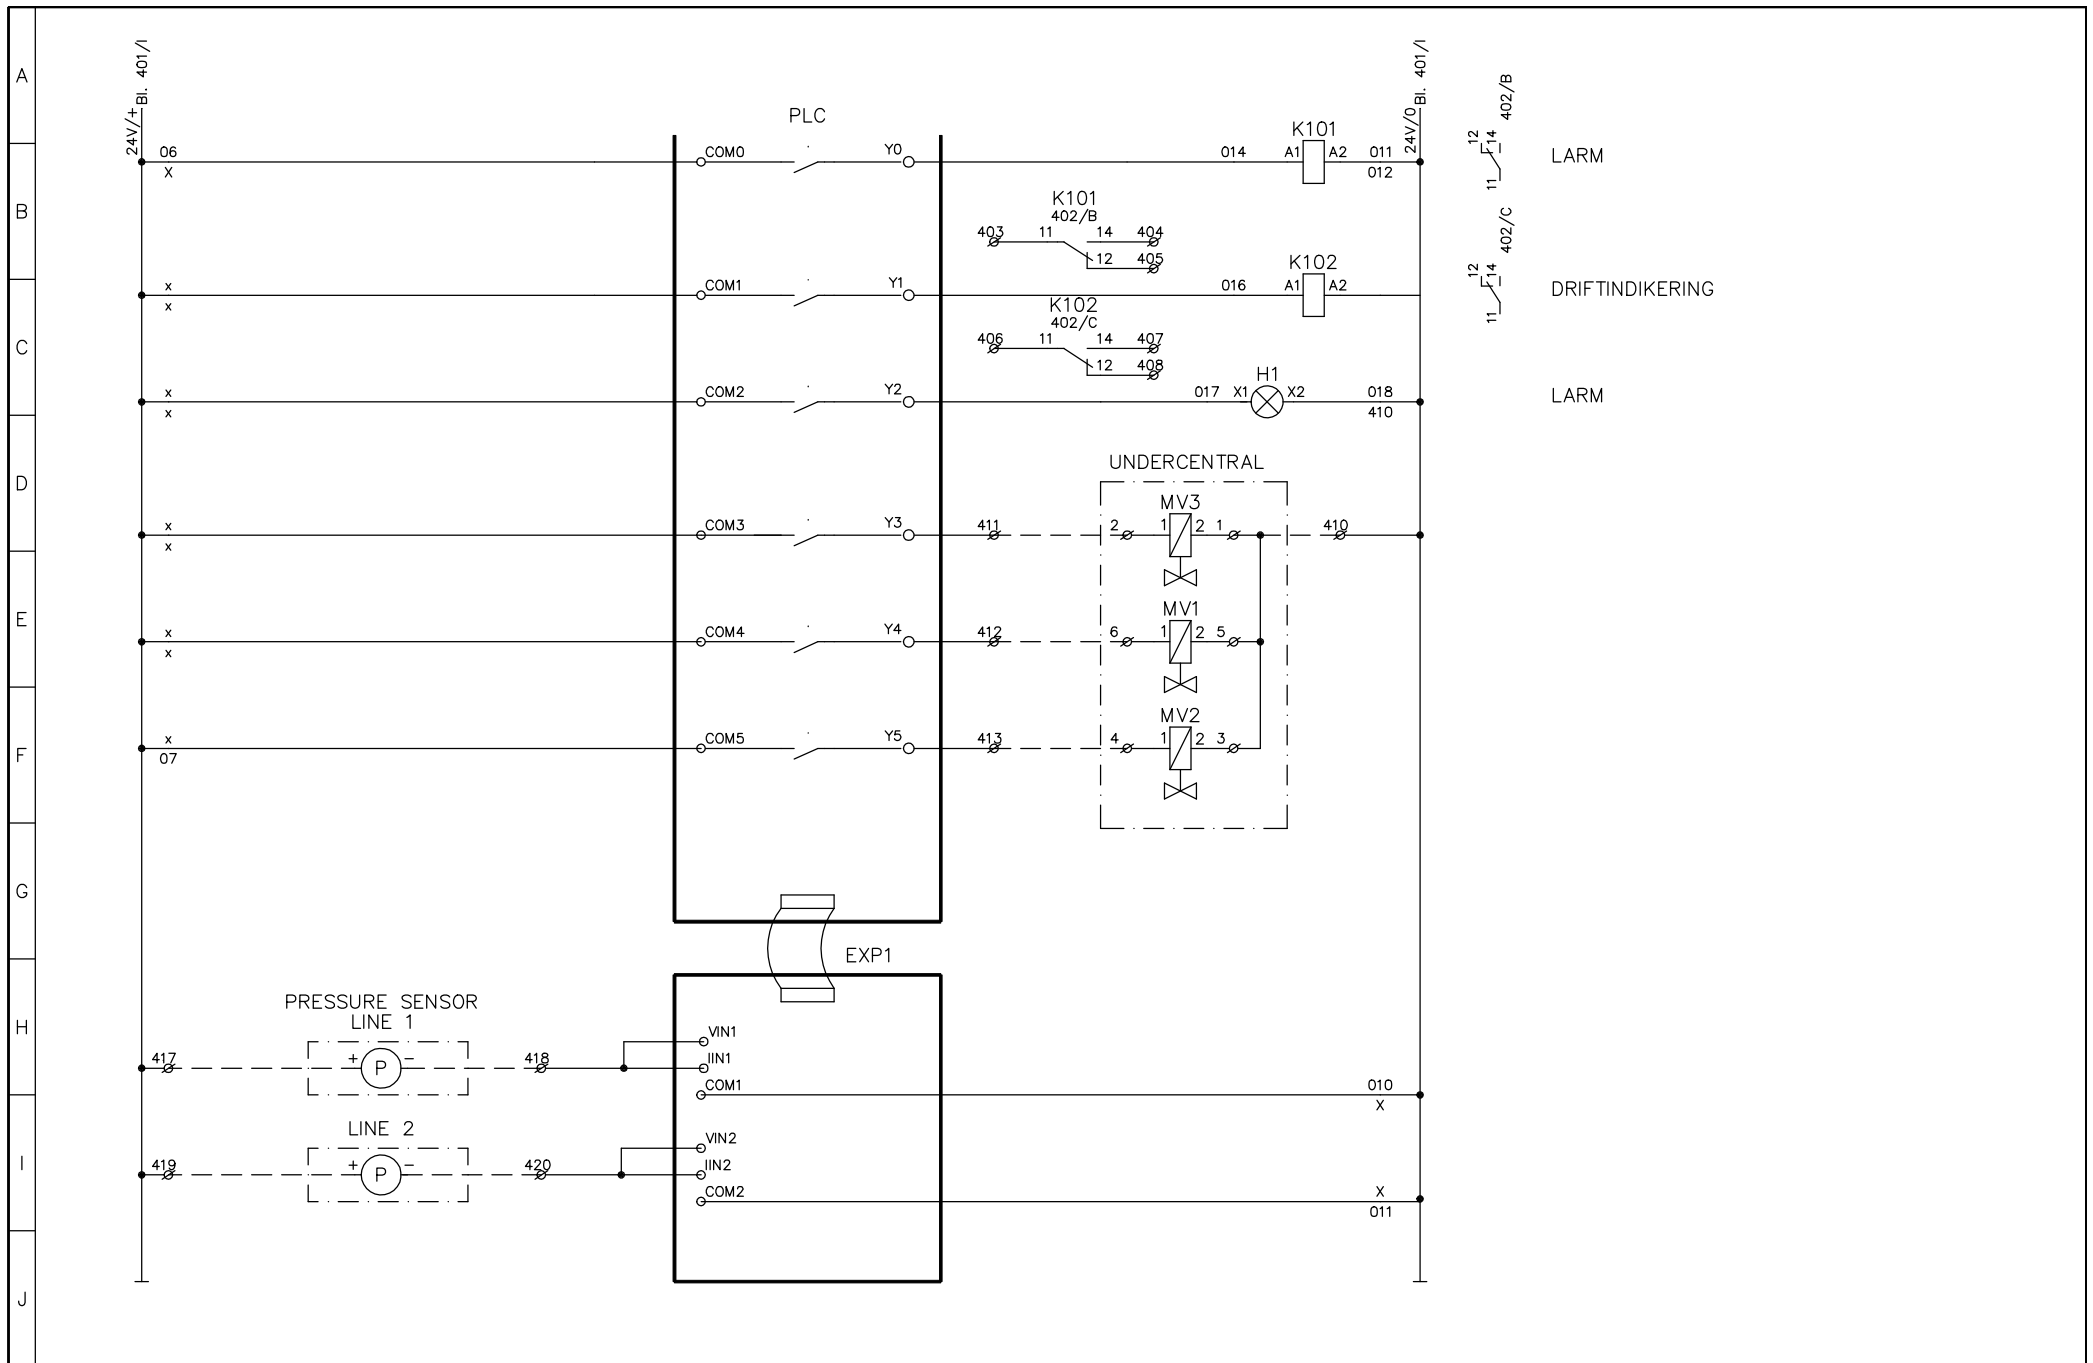 A
B
C
D
E
F
G
H
I
J
24V/+
Bl. 401/I
24V/0
Bl. 401/I
PLC
06
X
COM0
Y0
014
K101
A1
A2
011
012
12
14
11
402/B
LARM
K101
402/B
403
11
14
404
12
405
x
x
COM1
Y1
016
K102
A1
A2
12
14
11
402/C
DRIFTINDIKERING
K102
402/C
406
11
14
407
12
408
x
x
COM2
Y2
017
X1
H1
X2
018
410
LARM
UNDERCENTRAL
x
x
COM3
Y3
411
2
MV3
1
2
1
410
x
x
COM4
Y4
412
6
MV1
1
2
5
x
07
COM5
Y5
413
4
MV2
1
2
3
EXP1
PRESSURE SENSOR
LINE 1
417
+
P
-
418
VIN1
IIN1
COM1
010
X
LINE 2
419
+
P
-
420
VIN2
IIN2
COM2
X
011